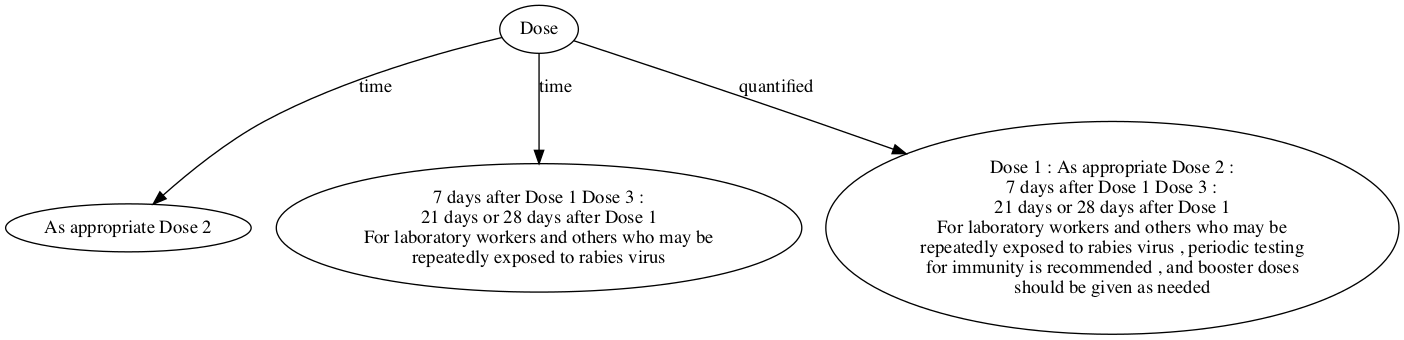 Dose
time
time
quantified
As appropriate Dose 2
7 days after Dose 1 Dose 3 :
21 days or 28 days after Dose 1
For laboratory workers and others who may be
repeatedly exposed to rabies virus
Dose 1 : As appropriate Dose 2 :
7 days after Dose 1 Dose 3 :
21 days or 28 days after Dose 1
For laboratory workers and others who may be
repeatedly exposed to rabies virus , periodic testing
for immunity is recommended , and booster doses
should be given as needed